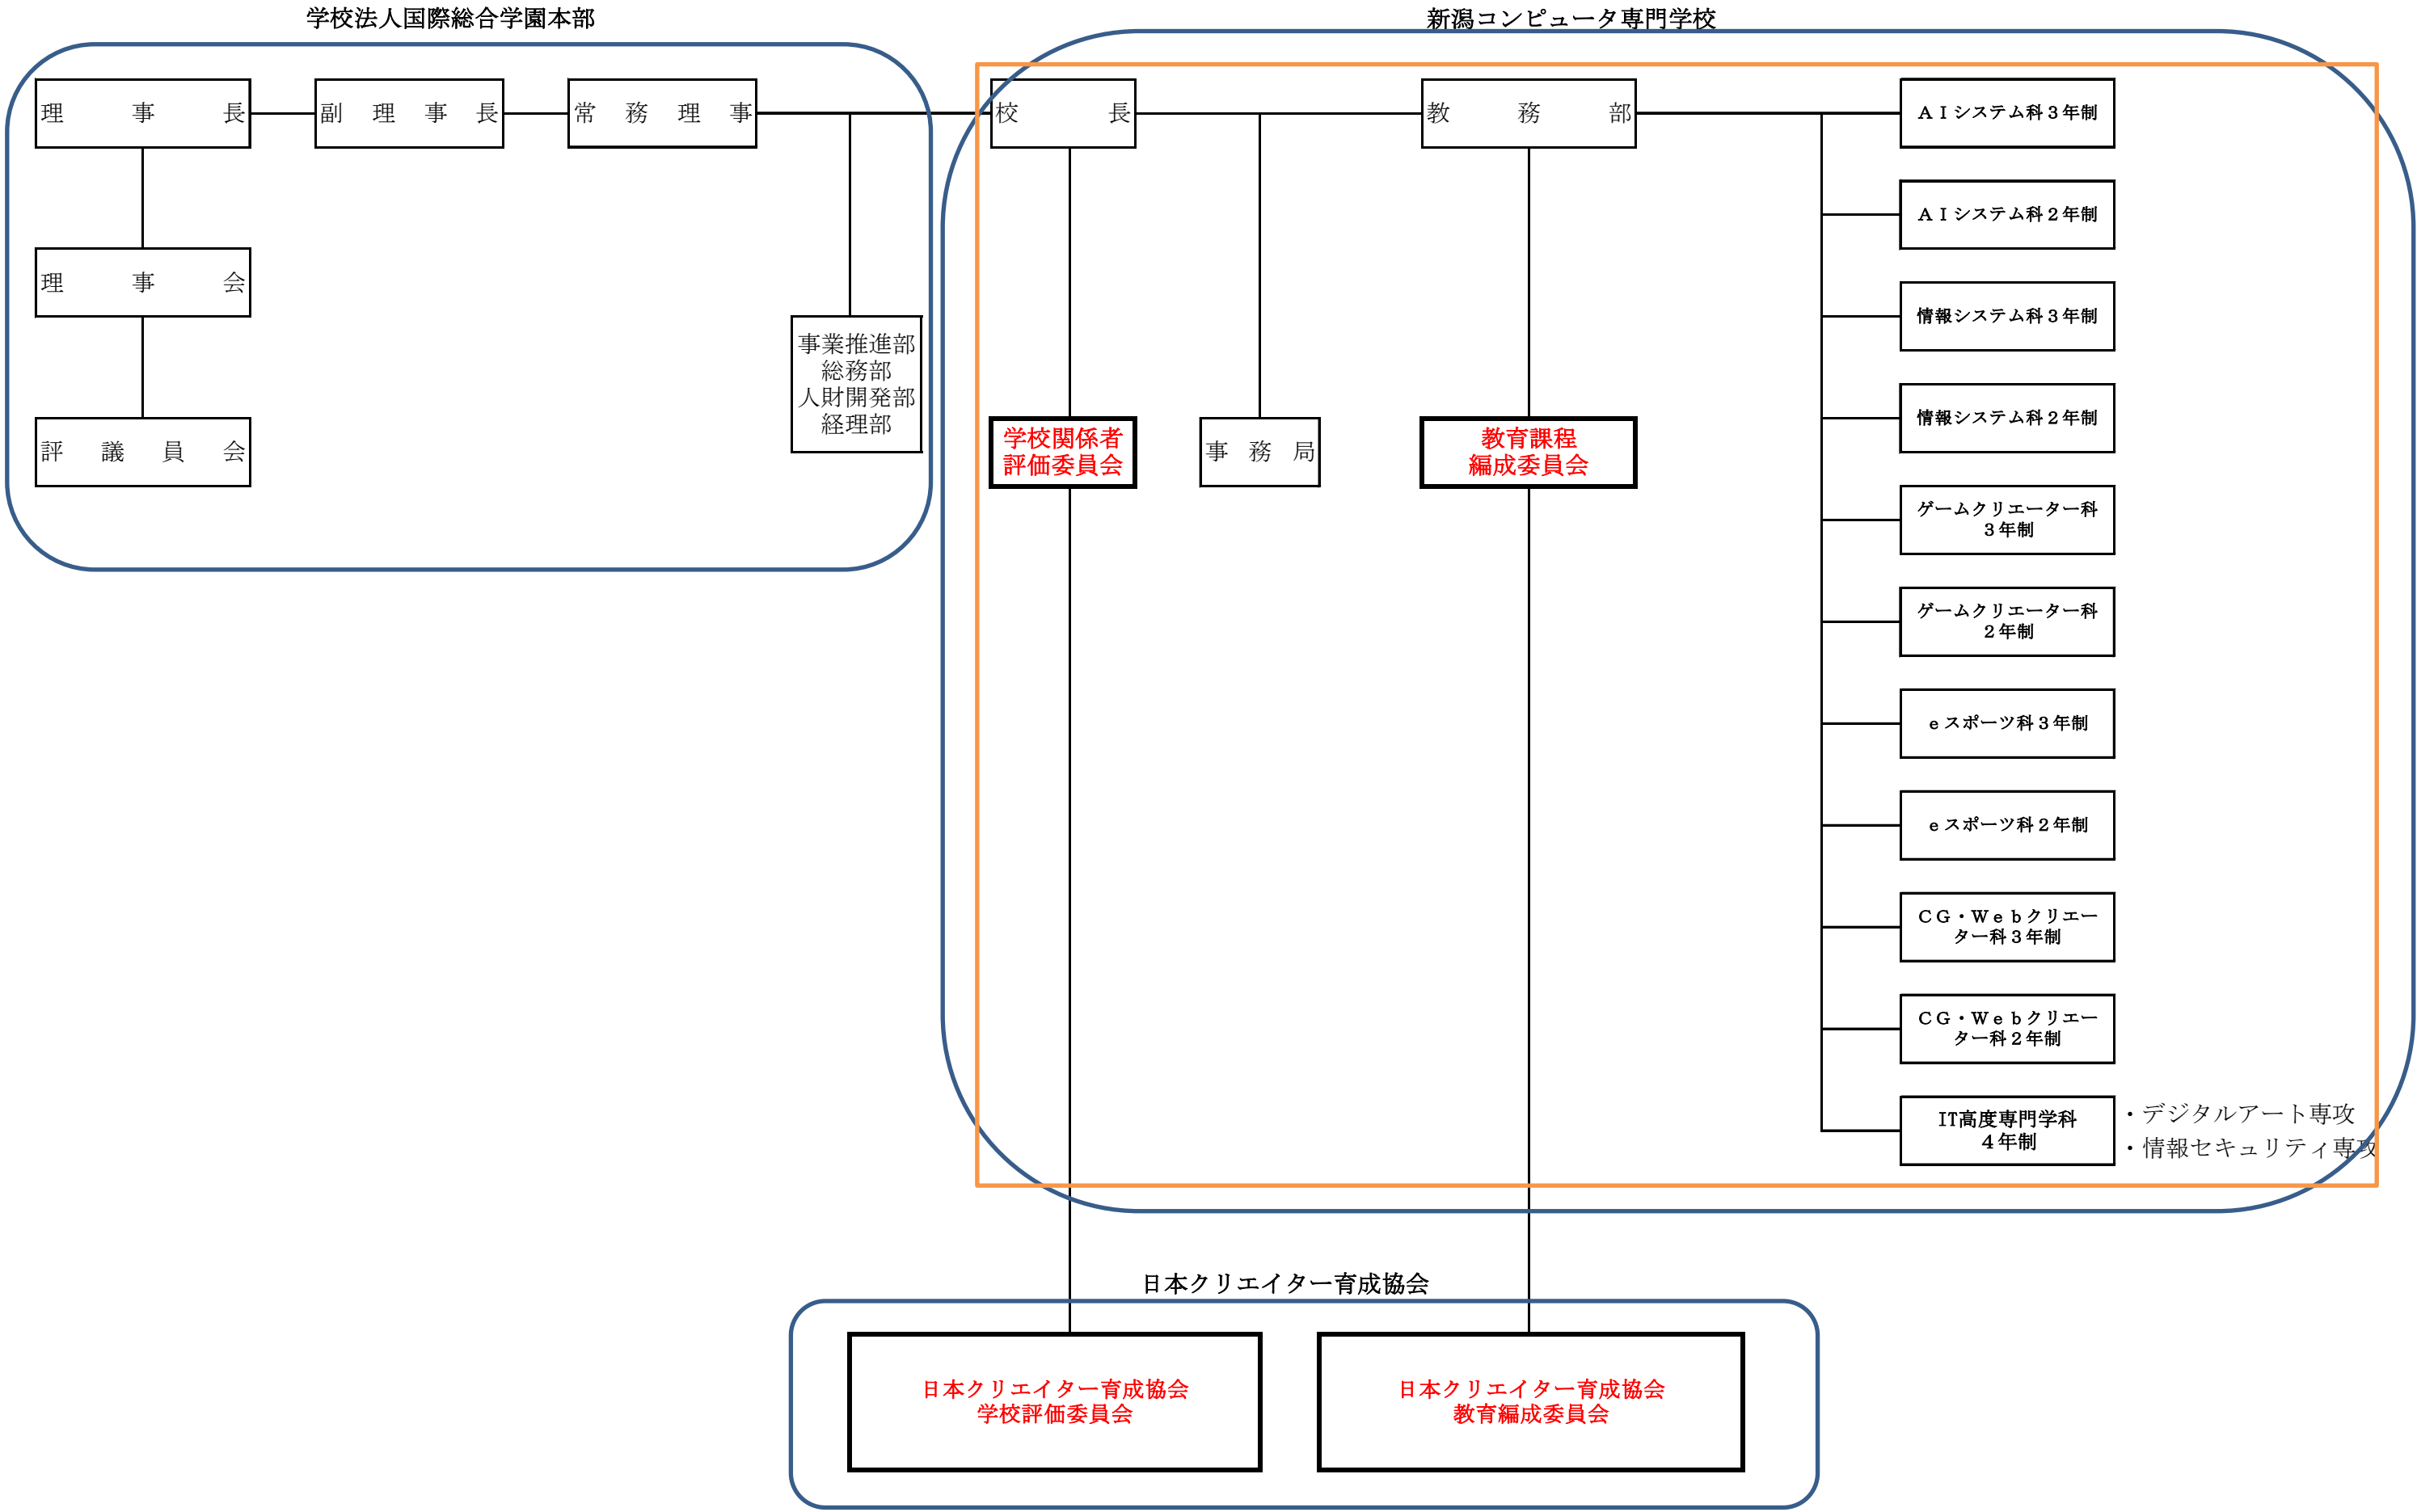 学校法人国際総合学園本部
新潟コンピュータ専門学校
理事長
副理事長
常務理事
校長
教務部
ＡＩシステム科３年制
ＡＩシステム科２年制
理事会
情報システム科３年制
事業推進部
総務部
人財開発部
経理部
情報システム科２年制
評議員会
学校関係者
評価委員会
事務局
教育課程
編成委員会
ゲームクリエーター科
３年制
ゲームクリエーター科
２年制
ｅスポーツ科３年制
ｅスポーツ科２年制
ＣＧ・Ｗｅｂクリエー
ター科３年制
ＣＧ・Ｗｅｂクリエー
ター科２年制
IT高度専門学科
４年制
・デジタルアート専攻
・情報セキュリティ専攻
日本クリエイター育成協会
日本クリエイター育成協会
学校評価委員会
日本クリエイター育成協会
教育編成委員会